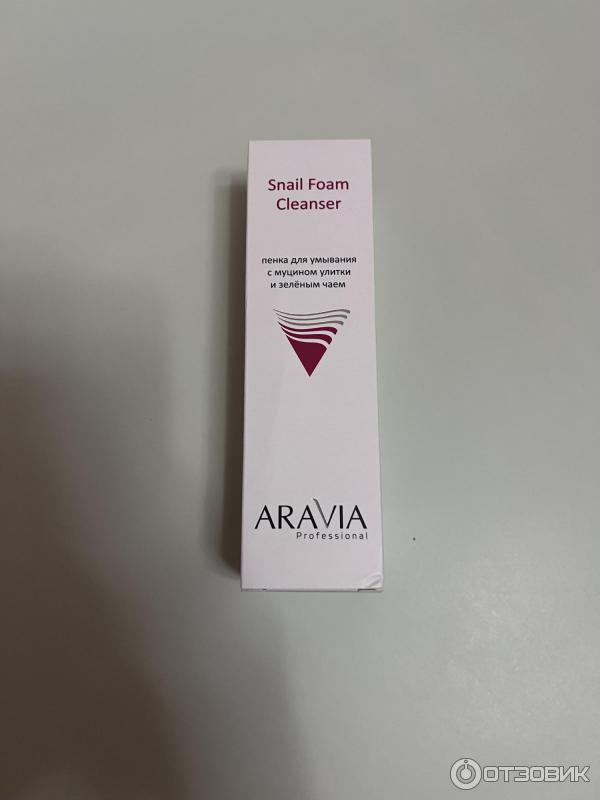 Snail Foam
Cleanser
пенка для умывания
с муцином улитки
и зелёным чаем
ARAVIA
Professional
ОТЗОВИК